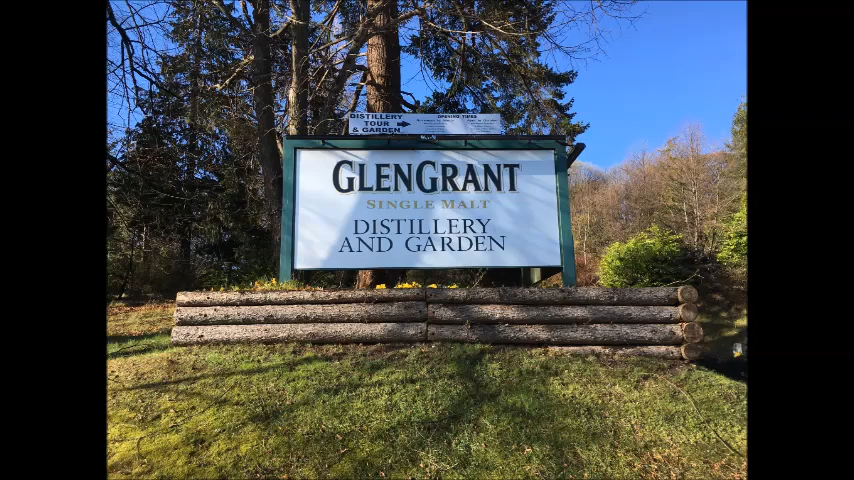 DISTILLERY
TOUR
& GARDEN
OPENING TIMES
GLENGRANT
SINGLE MALT
DISTILLERY
AND GARDEN